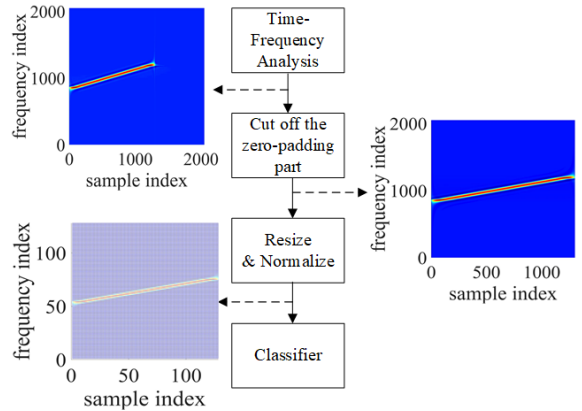 2000
1000
0
0
1000
2000
frequency index
sample index
Time-
Frequency
Analysis
Cut off the
zero-padding
part
2000
1000
0
0
500
1000
frequency index
sample index
Resize
& Normalize
100
50
0
0
50
100
frequency index
sample index
Classifier